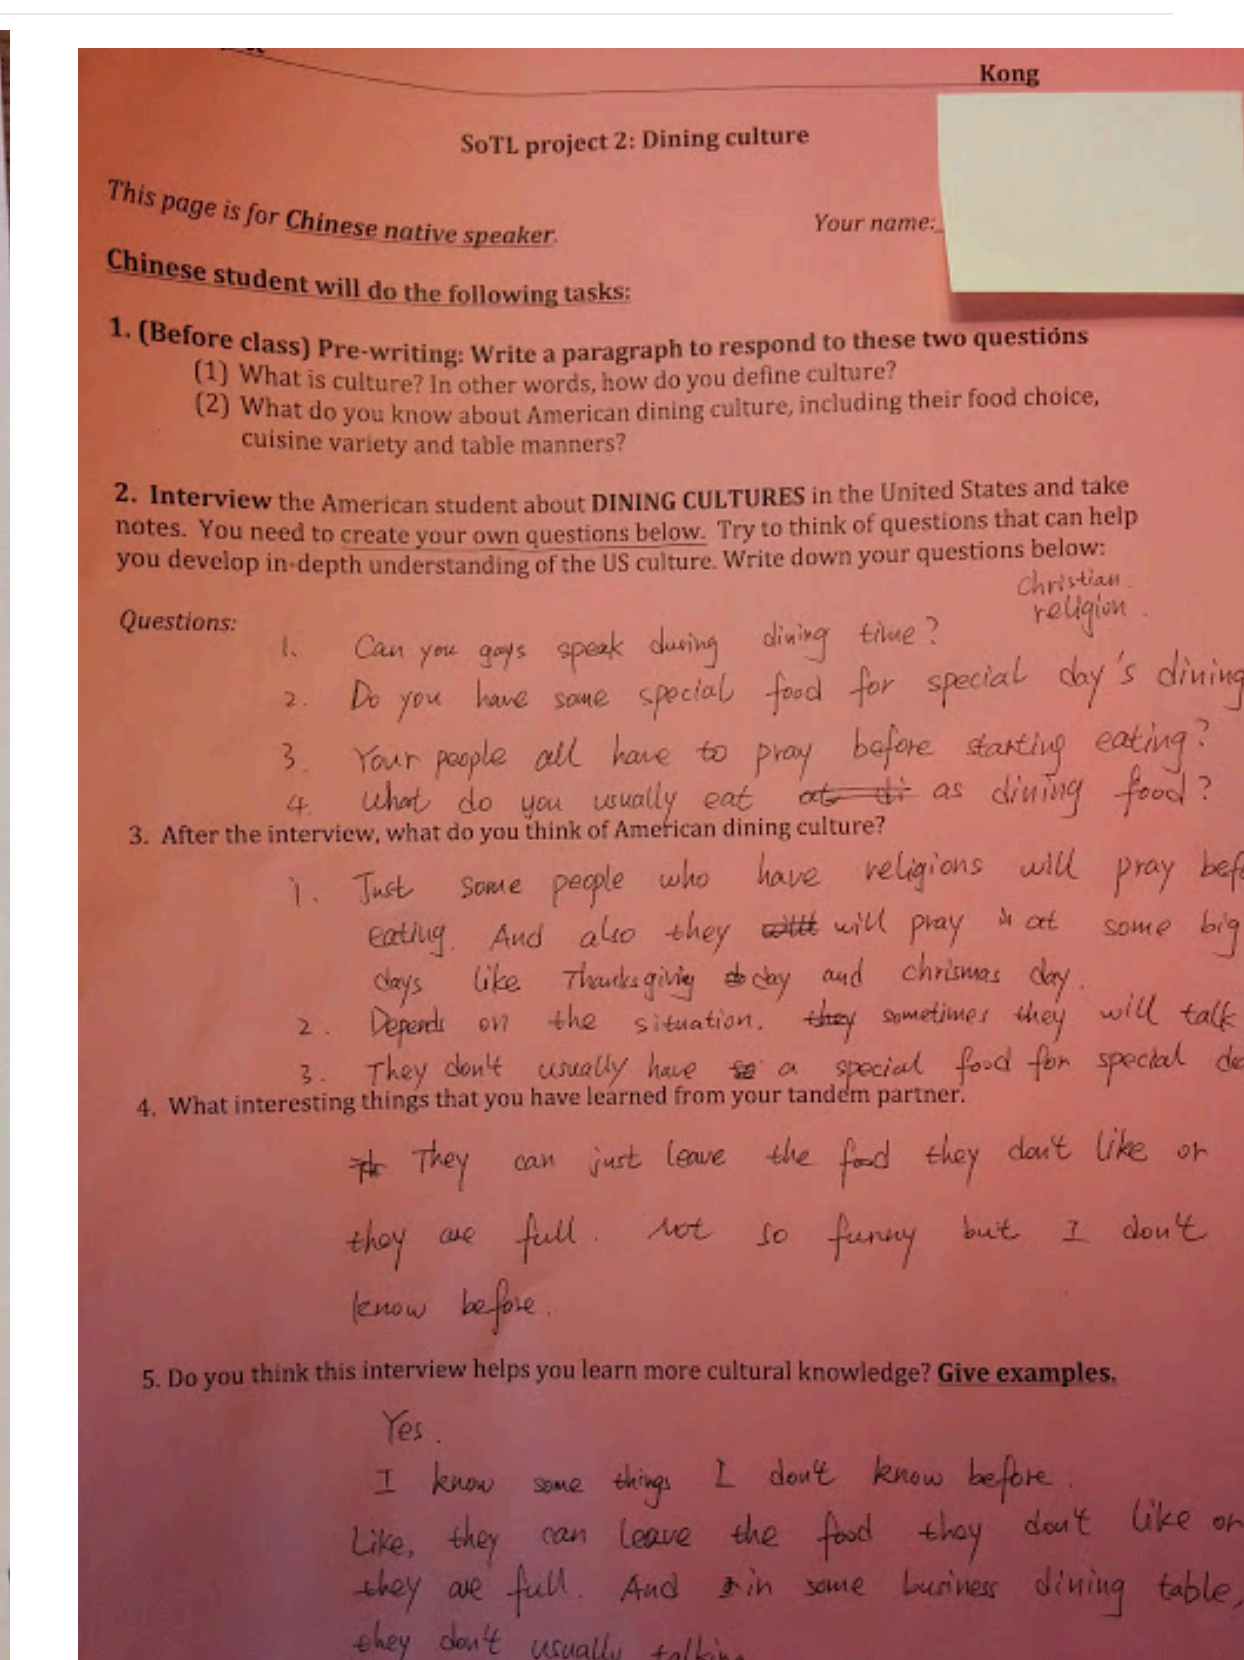 Kong
SoTL project 2: Dining culture
This page is for Chinese native speaker.
Your name:
Chinese student will do the following tasks:
1. (Before class) Pre-writing: Write a paragraph to respond to these two questions
(1) What is culture? In other words, how do you define culture?
(2) What do you know about American dining culture, including their food choice,
cuisine variety and table manners?
2. Interview the American student about DINING CULTURES in the United States and take
notes. You need to create your own questions below. Try to think of questions that can help
you develop in-depth understanding of the US culture. Write down your questions below:
Christian
religion.
Questions:
1. Can you gays speak during dining time?
2. Do you have some special food for special day's dining
3. Your people all have to pray before starting eating?
4. What do you usually eat at di as dining food?
3. After the interview, what do you think of American dining culture?
1. Just some people who have religions will pray bef
eating. And also they will pray at some big
days like Thanksgiving day and chrismas day.
2. Depends on the situation. they sometimes they will talk
3. They don't usually have a special food for special
4. What interesting things that you have learned from your tandem partner.
They can just leave the food they don't like or
they are full. Not so funny but I don't
know before.
5. Do you think this interview helps you learn more cultural knowledge? Give examples.
Yes.
I know some things I don't know before.
Like, they can leave the food they don't like or
they are full. And in some business dining table,
they don't usually talking